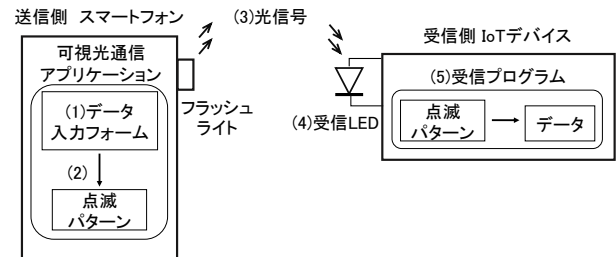 送信側 スマートフォン
(3)光信号
受信側 IoTデバイス
可視光通信
アプリケーション
(1)データ
入力フォーム
(2)
点滅
パターン
フラッシュ
ライト
(4)受信LED
(5)受信プログラム
点滅
パターン
データ